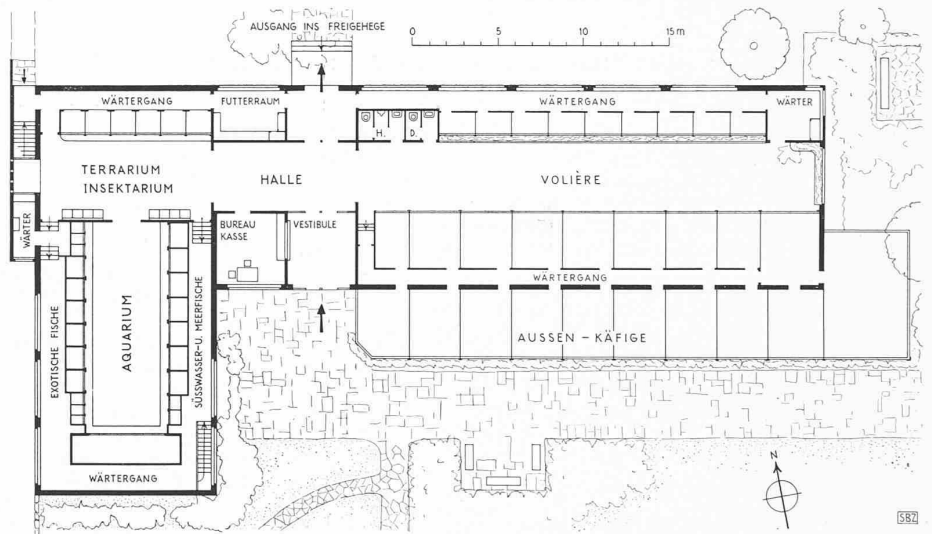 AUSGANG INS FREIGEHEGE
0 5 10 15 m
WÄRTERGANG
FUTTERRAUM
WÄRTERGANG
WÄRTER
H.
D.
TERRARIUM
INSEKTARIUM
HALLE
VOLIÈRE
WÄRTER
BUREAU
KASSE
VESTIBULE
WÄRTERGANG
EXOTISCHE FISCHE
AQUARIUM
SÜSSWASSER-U. MEERFISCHE
AUSSEN-KÄFIGE
WÄRTERGANG
N
SBZ